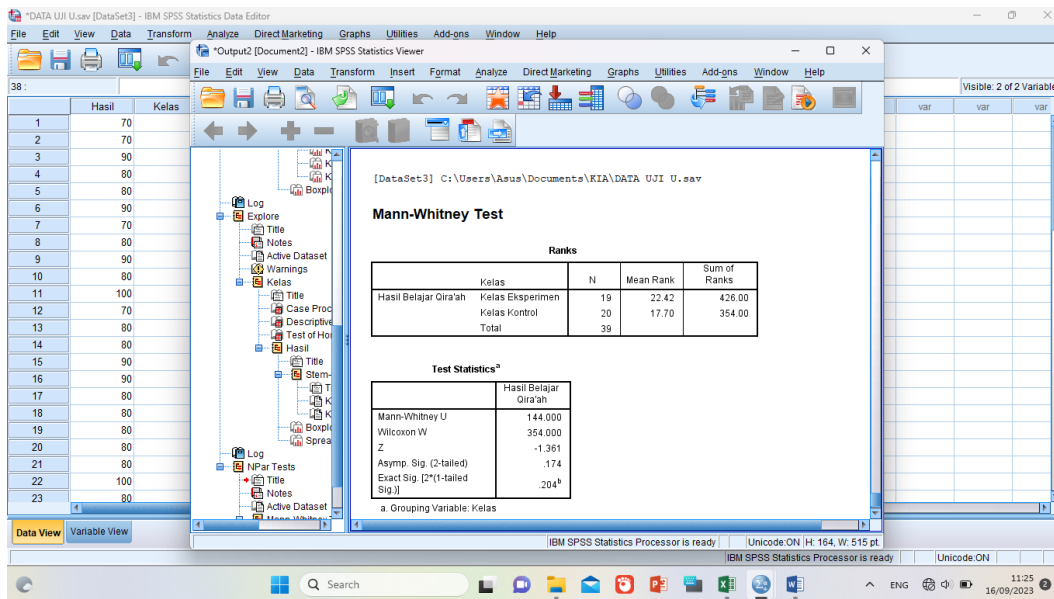 *DATA UJI U.sav [DataSet3] - IBM SPSS Statistics Data Editor
File Edit View Data Transform Analyze Direct Marketing Graphs Utilities Add-ons Window Help
*Output2 [Document2] - IBM SPSS Statistics Viewer
File Edit View Data Transform Insert Format Analyze Direct Marketing Graphs Utilities Add-ons Window Help
38 :
Visible: 2 of 2 Variable
Hasil Kelas var var var
1 70
2 70
3 90
4 80
5 80
6 90
7 70
8 80
9 90
10 80
11 100
12 70
13 80
14 80
15 90
16 90
17 80
18 80
19 80
20 80
21 80
22 100
23 80
Log
Explore
Title
Notes
Active Dataset
Warnings
Kelas
Title
Case Proc
Descriptive
Test of Ho
Hasil
Title
Stem-
Boxplo
Sprea
Log
NPar Tests
Title
Notes
Active Dataset
[DataSet3] C:\Users\Asus\Documents\KIA\DATA UJI U.sav
Mann-Whitney Test
Ranks
Kelas N Mean Rank Sum of Ranks
Hasil Belajar Qira'ah Kelas Eksperimen 19 22.42 426.00
Kelas Kontrol 20 17.70 354.00
Total 39
Test Statisticsa
Hasil Belajar
Qira'ah
Mann-Whitney U 144.000
Wilcoxon W 354.000
Z -1.361
Asymp. Sig. (2-tailed) .174
Exact Sig. [2*(1-tailed Sig.)] .204b
a. Grouping Variable: Kelas
Data View Variable View
IBM SPSS Statistics Processor is ready Unicode:ON H: 164, W: 515 pt.
IBM SPSS Statistics Processor is ready Unicode:ON
Search
ENG
11:25
16/09/2023
2